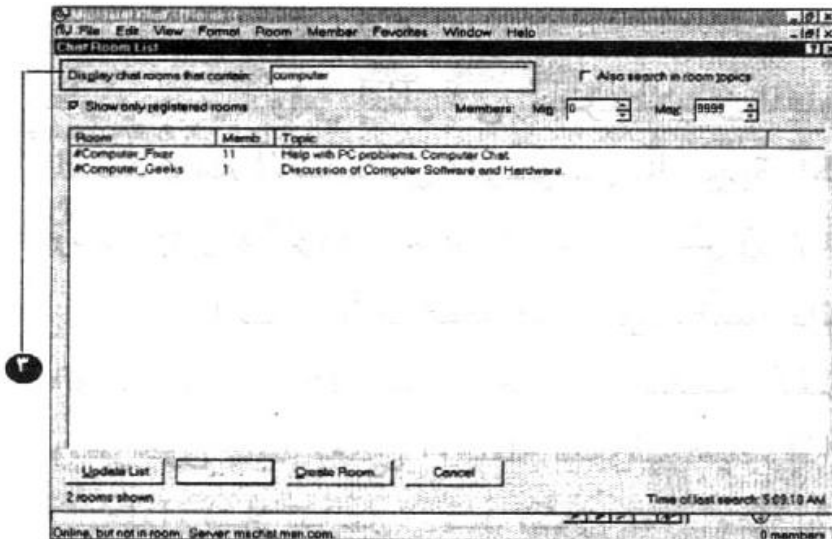 File Edit View Format Room Member Favorites Window Help
Chat Room List
Display chat rooms that contain: computer Also search in room topics
Show only registered rooms Members: Min: 0 Max: 9999
Room Memb Topic
#Computer_Fixer 11 Help with PC problems, Computer Chat.
#Computer_Geeks 1 Discussion of Computer Software and Hardware.
٣
Update List Create Room... Cancel
2 rooms shown Time of last search: 5:09:10 AM
Online, but not in room. Server: mschat.msn.com. 0 members